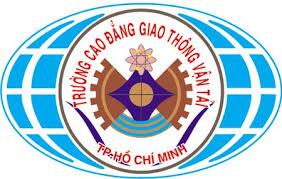 TRƯỜNG CAO ĐẲNG GIAO THÔNG VẬN TẢI
TP.HỒ CHÍ MINH